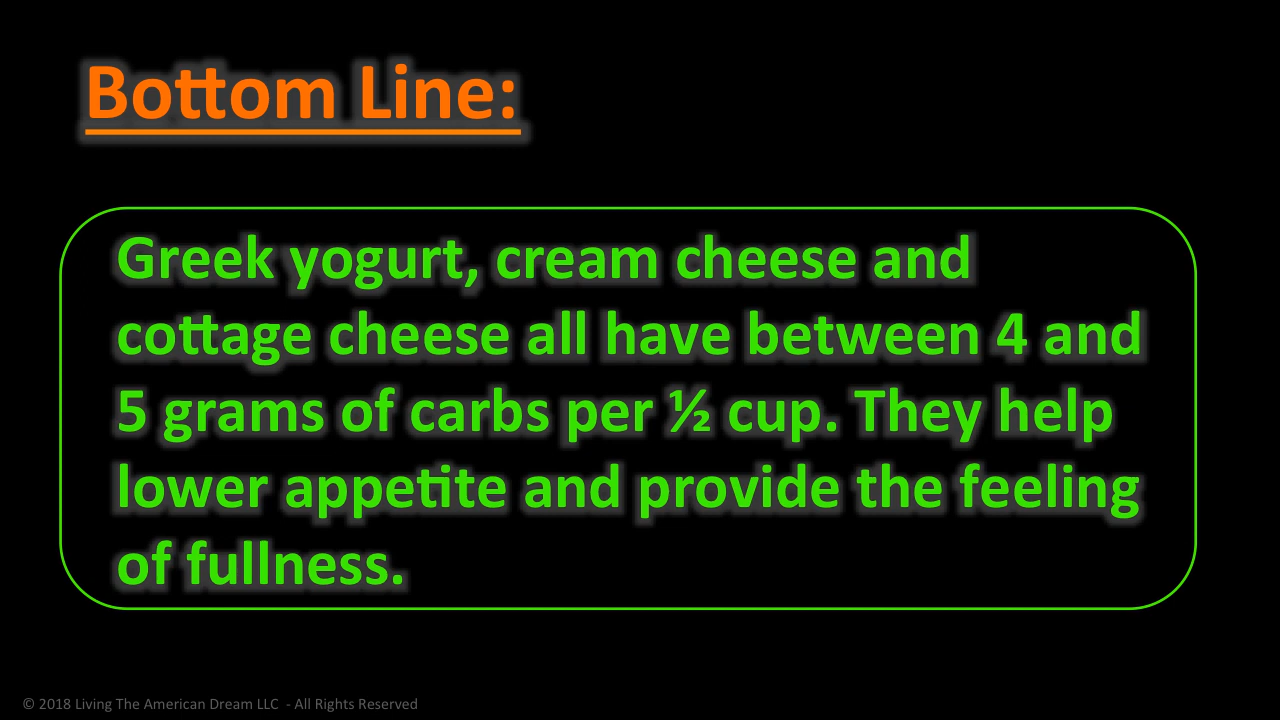 Bottom Line:
Greek yogurt, cream cheese and
cottage cheese all have between 4 and
5 grams of carbs per ½ cup. They help
lower appetite and provide the feeling
of fullness.
© 2018 Living The American Dream LLC  - All Rights Reserved